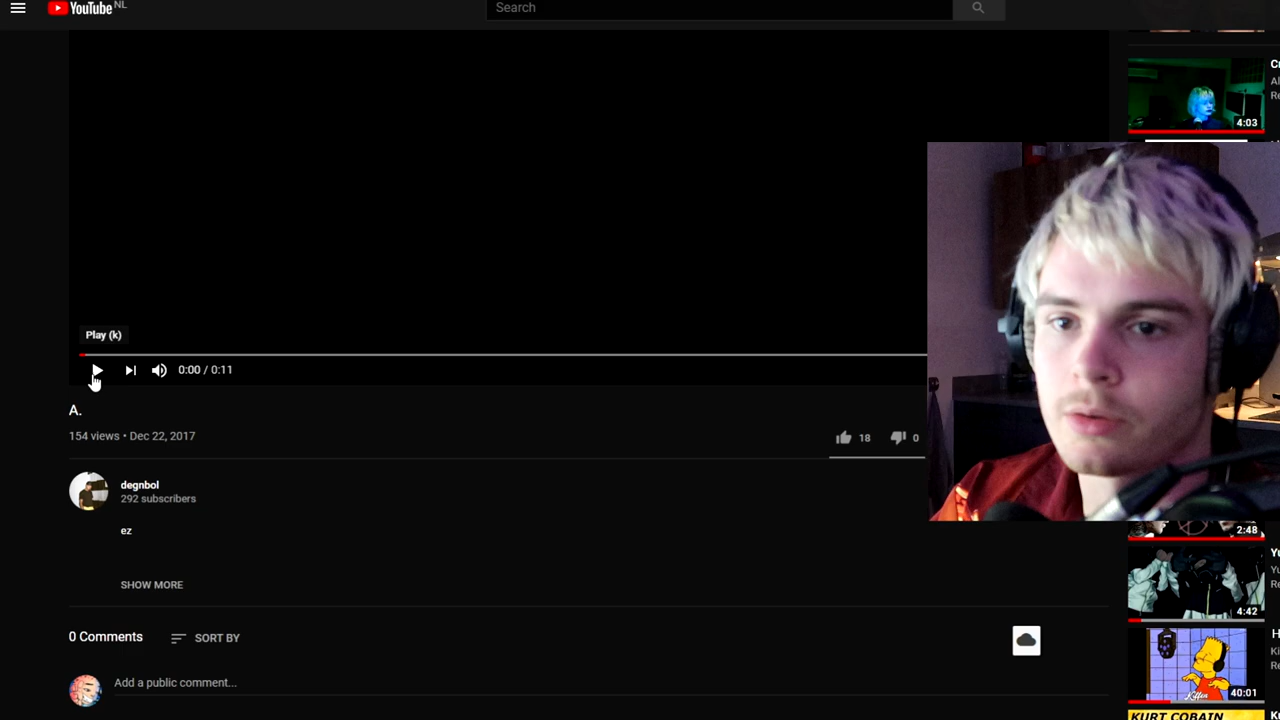 YouTube NL
Search
4:03
Play (k)
0:00 / 0:11
A.
154 views • Dec 22, 2017
18
0
degnbol
292 subscribers
ez
SHOW MORE
0 Comments
SORT BY
Add a public comment...
2:48
4:42
40:01
KURT COBAIN